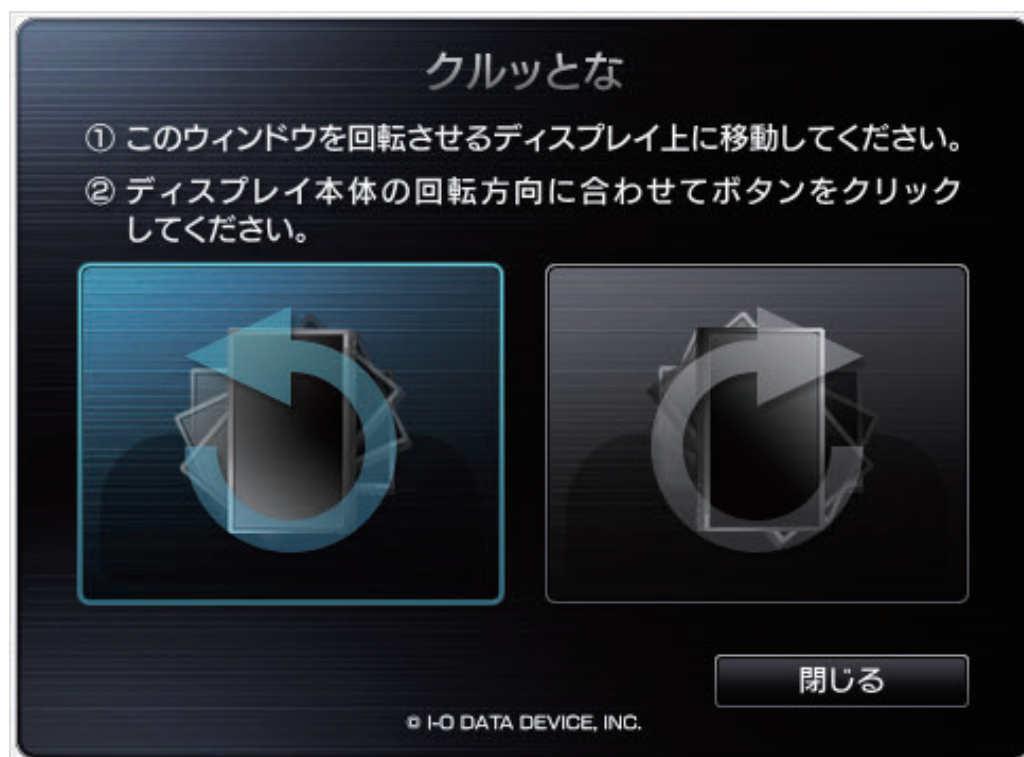 クルッとな
① このウィンドウを回転させるディスプレイ上に移動してください。
② ディスプレイ本体の回転方向に合わせてボタンをクリック
してください。
閉じる
© I-O DATA DEVICE, INC.